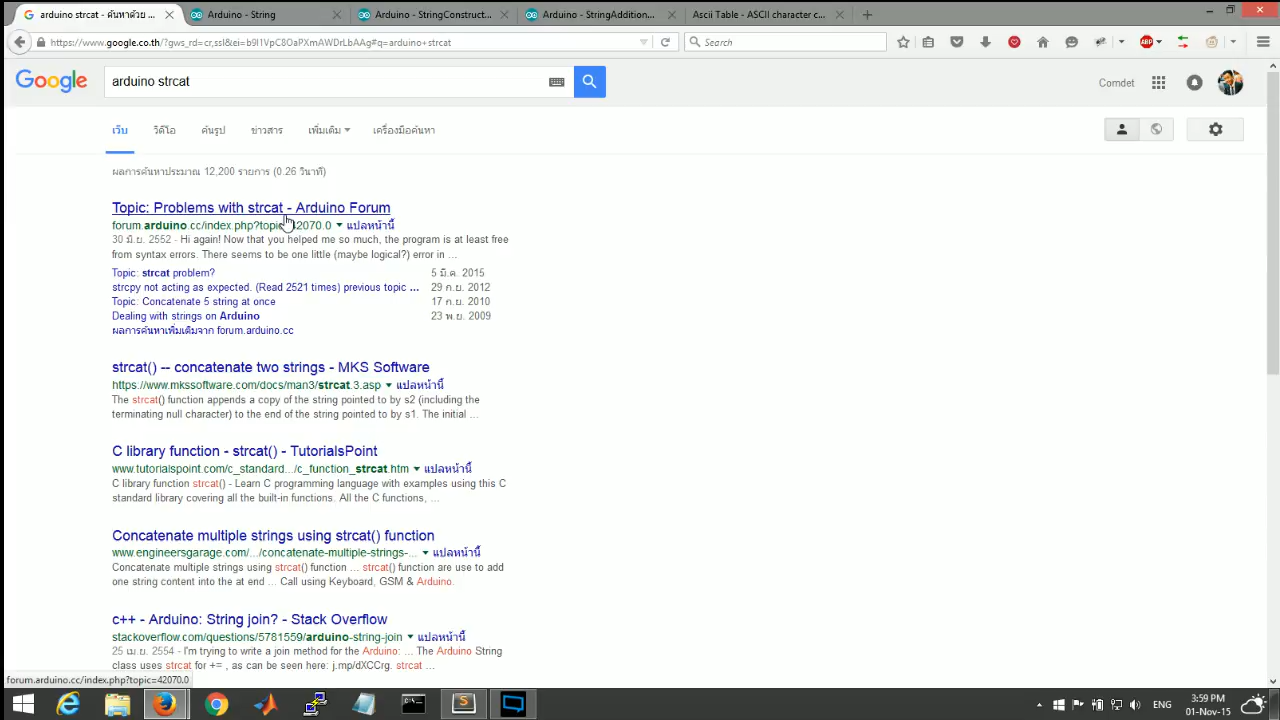 arduino strcat - ค้นหาด้วย ...
Arduino - String
Arduino - StringConstruct...
Arduino - StringAddition...
Ascii Table - ASCII character c...
https://www.google.co.th/?gws_rd=cr,ssl&ei=b9I1VpC8OaPXmAWDrLbAAg#q=arduino+strcat
Search
ABP
Google
arduino strcat
Comdet
เว็บ
วิดีโอ
ค้นรูป
ข่าวสาร
เพิ่มเติม
เครื่องมือค้นหา
ผลการค้นหาประมาณ 12,200 รายการ (0.26 วินาที)
Topic: Problems with strcat - Arduino Forum
forum.arduino.cc/index.php?topic 42070.0 แปลหน้านี้
30 มิ.ย. 2552 - Hi again! Now that you helped me so much, the program is at least free
from syntax errors. There seems to be one little (maybe logical?) error in ...
Topic: strcat problem? 5 มี.ค. 2015
strcpy not acting as expected. (Read 2521 times) previous topic ... 29 ก.ย. 2012
Topic: Concatenate 5 string at once 17 ก.ย. 2010
Dealing with strings on Arduino 23 พ.ย. 2009
ผลการค้นหาเพิ่มเติมจาก forum.arduino.cc
strcat() -- concatenate two strings - MKS Software
https://www.mkssoftware.com/docs/man3/strcat.3.asp แปลหน้านี้
The strcat() function appends a copy of the string pointed to by s2 (including the
terminating null character) to the end of the string pointed to by s1. The initial ...
C library function - strcat() - TutorialsPoint
www.tutorialspoint.com/c_standard.../c_function_strcat.htm แปลหน้านี้
C library function strcat() - Learn C programming language with examples using this C
standard library covering all the built-in functions. All the C functions, ...
Concatenate multiple strings using strcat() function
www.engineersgarage.com/.../concatenate-multiple-strings-... แปลหน้านี้
Concatenate multiple strings using strcat() function ... strcat() function are use to add
one string content into the at end ... Call using Keyboard, GSM & Arduino.
c++ - Arduino: String join? - Stack Overflow
stackoverflow.com/questions/5781559/arduino-string-join แปลหน้านี้
25 เม.ย. 2554 - I'm trying to write a join method for the Arduino: ... The Arduino String
class uses strcat for += , as can be seen here: j.mp/dXCCrg. strcat ...
forum.arduino.cc/index.php?topic=42070.0
ENG
3:59 PM
01-Nov-15